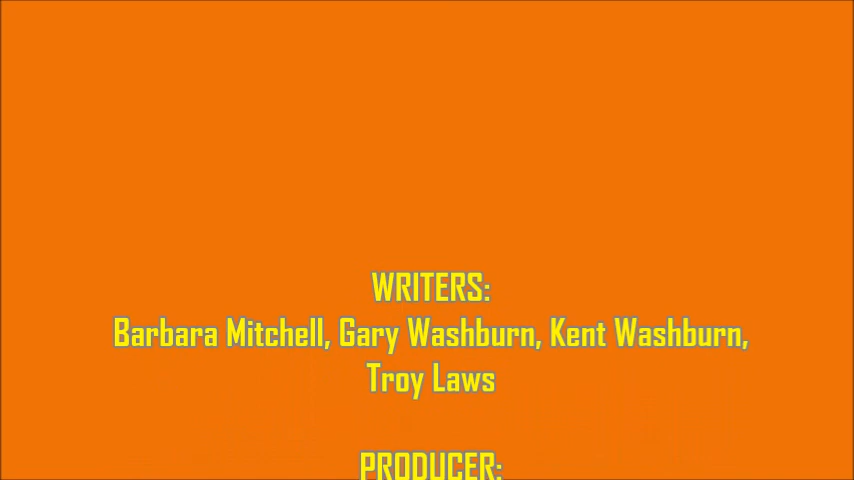 WRITERS:
Barbara Mitchell, Gary Washburn, Kent Washburn,
Troy Laws
PRODUCER: